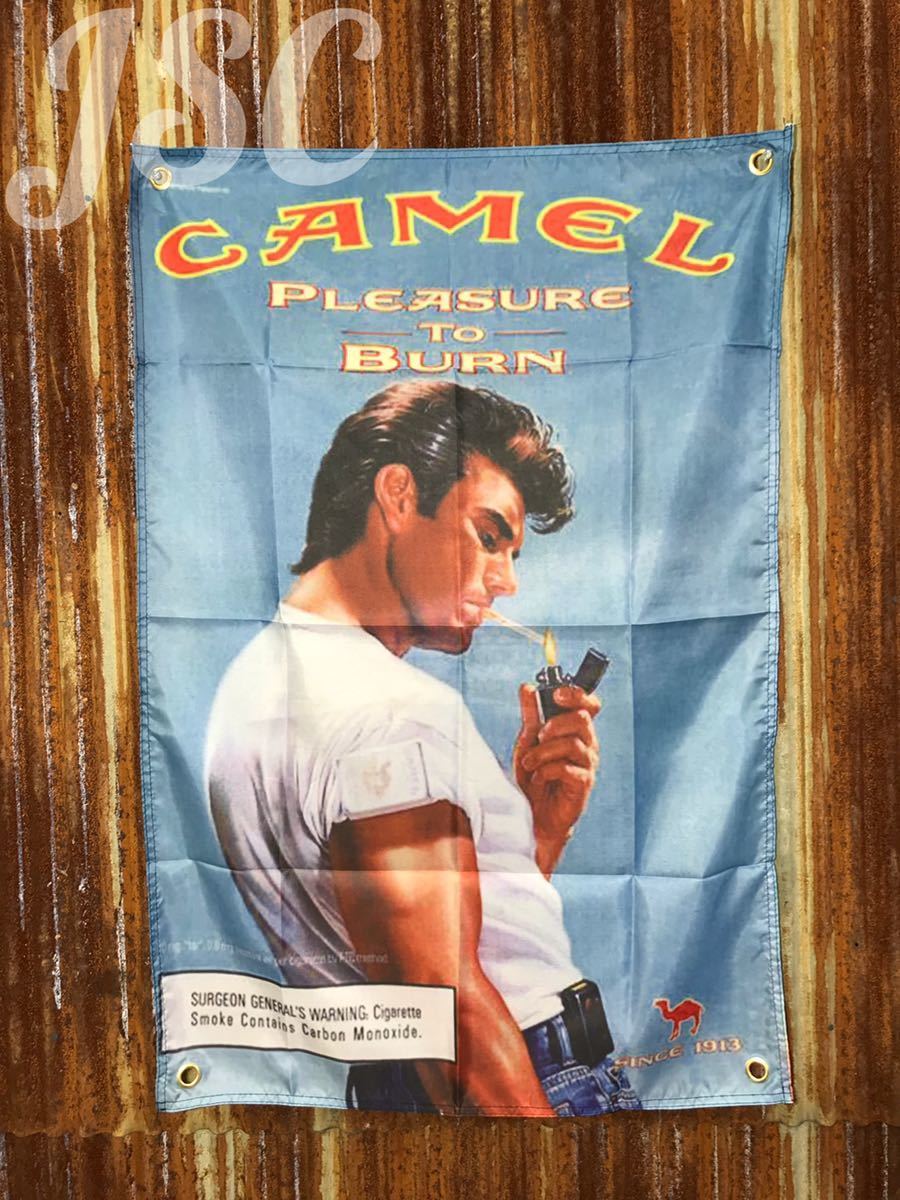 JSC
CAMEL
PLEASURE
TO
BURN
SURGEON GENERAL'S WARNING: Cigarette
Smoke Contains Carbon Monoxide.
SINCE 1913